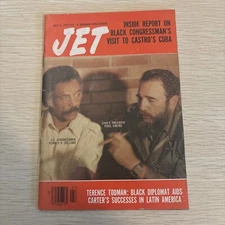 INSIDE REPORT ON
BLACK CONGRESSMAN'S
VISIT TO CASTRO'S CUBA
JET
TERENCE TODMAN: BLACK DIPLOMAT AIDS
CARTER'S SUCCESSES IN LATIN AMERICA